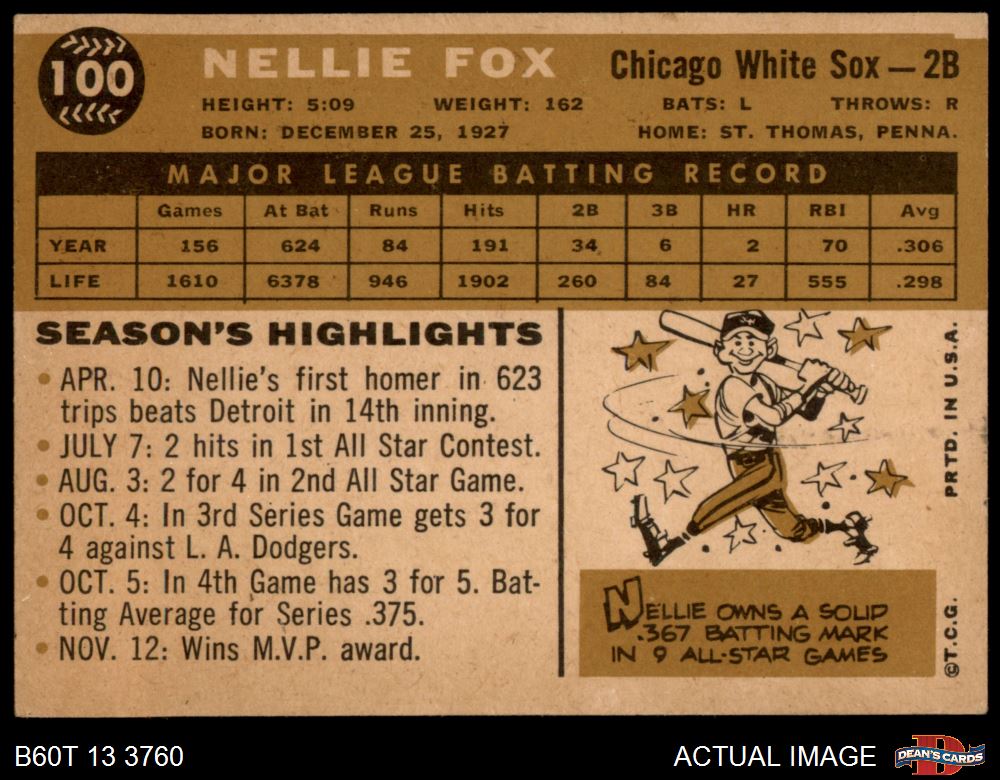 100
NELLIE FOX
Chicago White Sox — 2B
HEIGHT: 5:09 WEIGHT: 162 BATS: L THROWS: R
BORN: DECEMBER 25, 1927 HOME: ST. THOMAS, PENNA.
MAJOR LEAGUE BATTING RECORD
Games At Bat Runs Hits 2B 3B HR RBI Avg
YEAR 156 624 84 191 34 6 2 70 .306
LIFE 1610 6378 946 1902 260 84 27 555 .298
SEASON'S HIGHLIGHTS
• APR. 10: Nellie's first homer in 623
trips beats Detroit in 14th inning.
• JULY 7: 2 hits in 1st All Star Contest.
• AUG. 3: 2 for 4 in 2nd All Star Game.
• OCT. 4: In 3rd Series Game gets 3 for
4 against L. A. Dodgers.
• OCT. 5: In 4th Game has 3 for 5. Bat-
ting Average for Series .375.
• NOV. 12: Wins M.V.P. award.
NELLIE OWNS A SOLID
.367 BATTING MARK
IN 9 ALL-STAR GAMES
©T.C.G. PRTD. IN U.S.A.
B60T 13 3760
ACTUAL IMAGE
DEAN'S CARDS